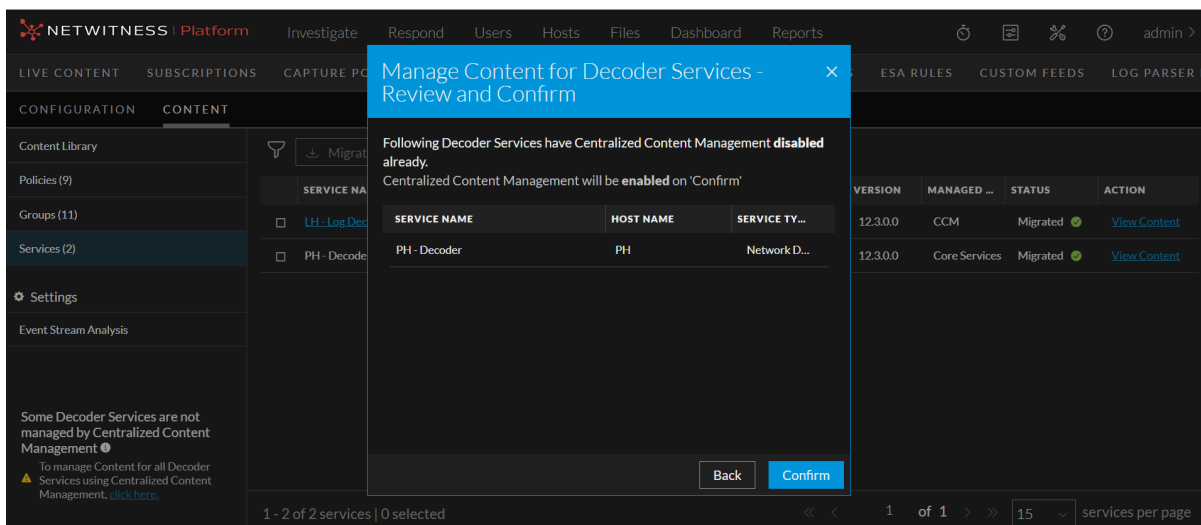 NETWITNESS | Platform
Investigate Respond Users Hosts Files Dashboard Reports
admin >
LIVE CONTENT SUBSCRIPTIONS CAPTURE PO
ESA RULES CUSTOM FEEDS LOG PARSER
CONFIGURATION CONTENT
Content Library
Policies (9)
Groups (11)
Services (2)
Settings
Event Stream Analysis
Some Decoder Services are not
managed by Centralized Content
Management
To manage Content for all Decoder
Services using Centralized Content
Management, click here.
Migrat
SERVICE NA
VERSION MANAGED ... STATUS ACTION
LH - Log Dec
12.3.0.0 CCM Migrated View Content
PH - Decode
12.3.0.0 Core Services Migrated View Content
Manage Content for Decoder Services -
Review and Confirm
×
Following Decoder Services have Centralized Content Management disabled
already.
Centralized Content Management will be enabled on 'Confirm'
SERVICE NAME HOST NAME SERVICE TY...
PH - Decoder PH Network D...
Back Confirm
1 - 2 of 2 services | 0 selected
« < 1 of 1 > » 15 services per page